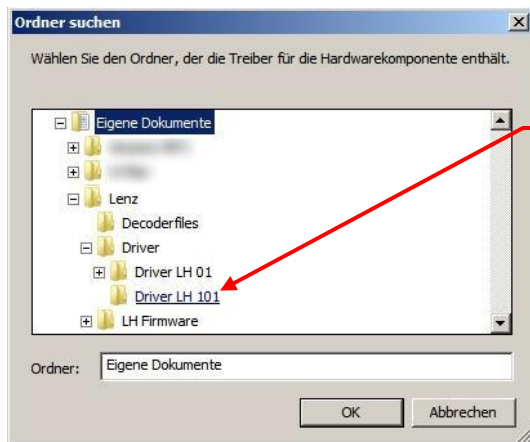 Ordner suchen
Wählen Sie den Ordner, der die Treiber für die Hardwarekomponente enthält.
Eigene Dokumente
Lenz
Decoderfiles
Driver
Driver LH 01
Driver LH 101
LH Firmware
Ordner: Eigene Dokumente
OK Abbrechen